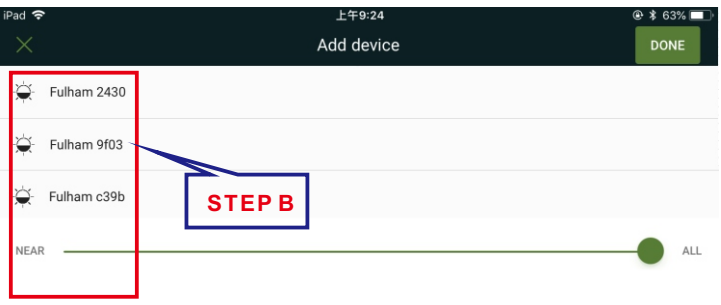 iPad 上午9:24 63%
Add device DONE
Fulham 2430
Fulham 9f03
Fulham c39b
STEP B
NEAR ALL